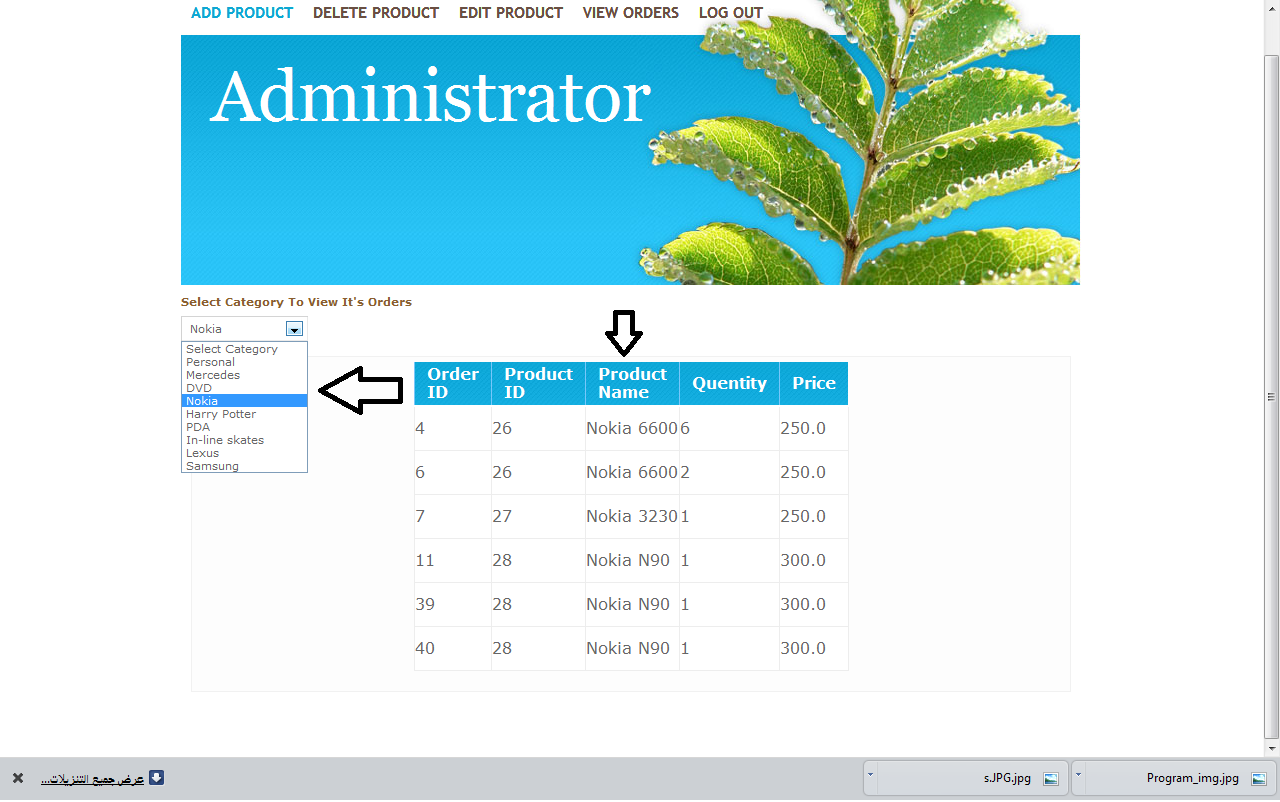 ADD PRODUCT DELETE PRODUCT EDIT PRODUCT VIEW ORDERS LOG OUT
Administrator
Select Category To View It's Orders
Nokia
Select Category
Personal
Mercedes
DVD
Nokia
Harry Potter
PDA
In-line skates
Lexus
Samsung
Order ID Product ID Product Name Quentity Price
4 26 Nokia 6600 6 250.0
6 26 Nokia 6600 2 250.0
7 27 Nokia 3230 1 250.0
11 28 Nokia N90 1 300.0
39 28 Nokia N90 1 300.0
40 28 Nokia N90 1 300.0
عرض جميع التنزيلات...
s.JPG.jpg
Program_img.jpg